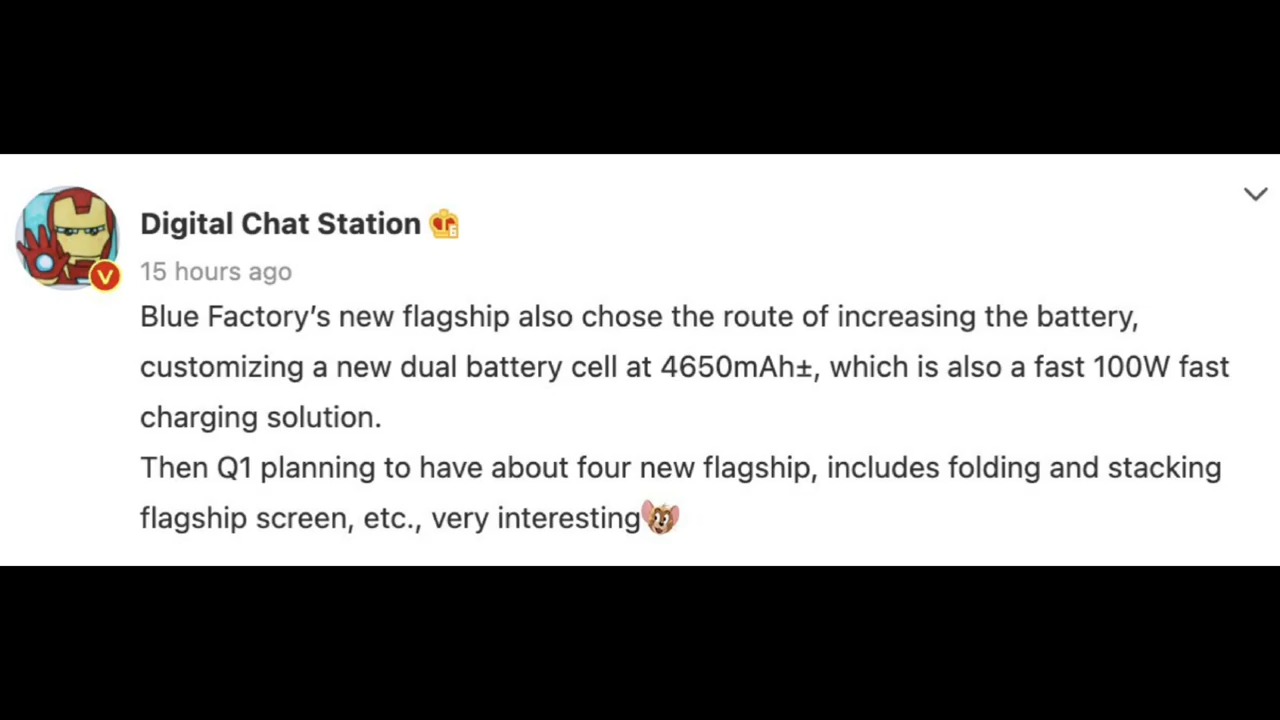 Digital Chat Station
15 hours ago
Blue Factory’s new flagship also chose the route of increasing the battery,
customizing a new dual battery cell at 4650mAh±, which is also a fast 100W fast
charging solution.
Then Q1 planning to have about four new flagship, includes folding and stacking
flagship screen, etc., very interesting